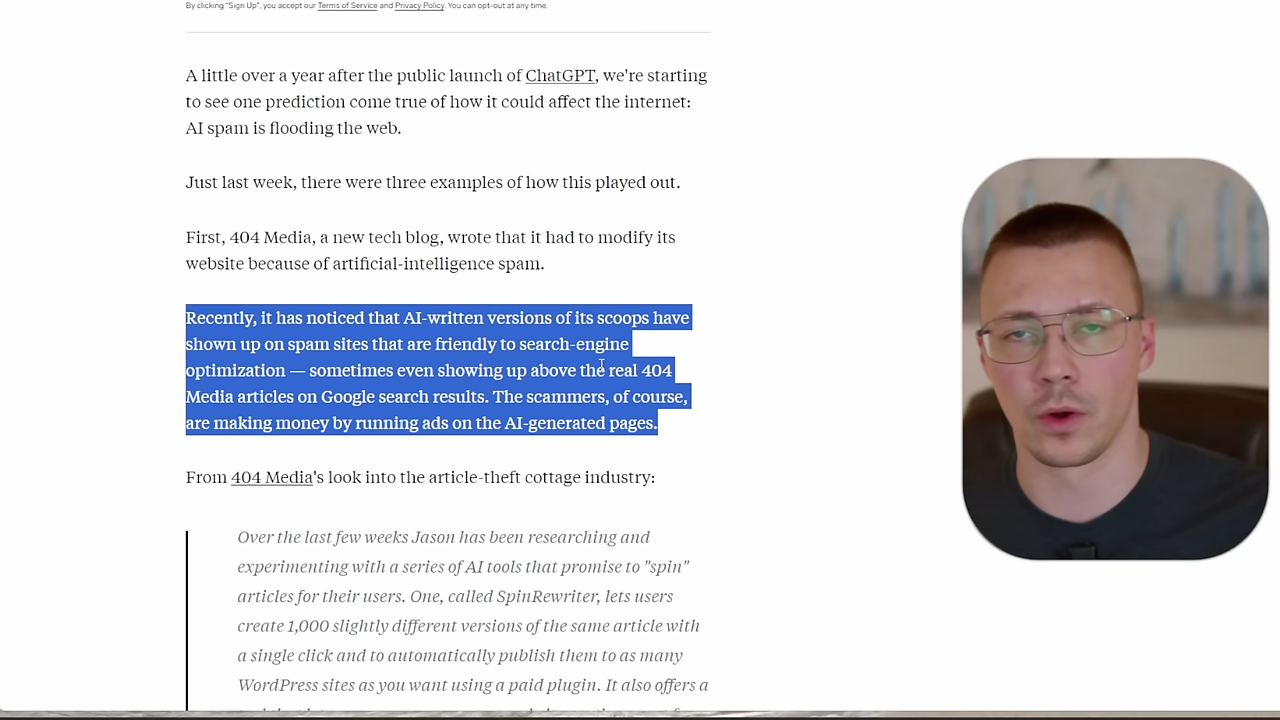 By clicking "Sign Up", you accept our Terms of Service and Privacy Policy. You can opt-out at any time.
A little over a year after the public launch of ChatGPT, we're starting
to see one prediction come true of how it could affect the internet:
AI spam is flooding the web.
Just last week, there were three examples of how this played out.
First, 404 Media, a new tech blog, wrote that it had to modify its
website because of artificial-intelligence spam.
Recently, it has noticed that AI-written versions of its scoops have
shown up on spam sites that are friendly to search-engine
optimization — sometimes even showing up above the real 404
Media articles on Google search results. The scammers, of course,
are making money by running ads on the AI-generated pages.
From 404 Media's look into the article-theft cottage industry:
Over the last few weeks Jason has been researching and
experimenting with a series of AI tools that promise to "spin"
articles for their users. One, called SpinRewriter, lets users
create 1,000 slightly different versions of the same article with
a single click and to automatically publish them to as many
WordPress sites as you want using a paid plugin. It also offers a